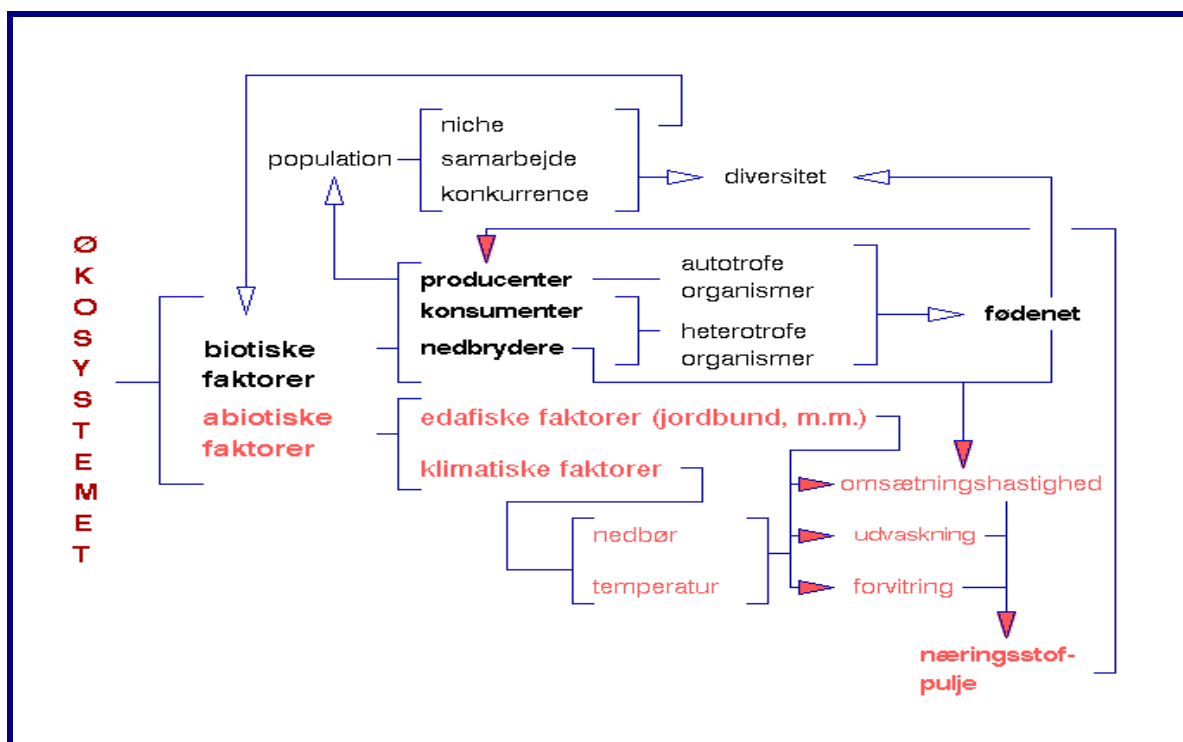 ØKOSYSTEMET
niche
population
samarbejde
diversitet
konkurrence
producenter
autotrofe
organismer
konsumenter
fødenet
nedbrydere
heterotrofe
organismer
biotiske
faktorer
abiotiske
faktorer
edafiske faktorer (jordbund, m.m.)
klimatiske faktorer
omsætningshastighed
nedbør
udvaskning
temperatur
forvitring
næringsstof-
pulje